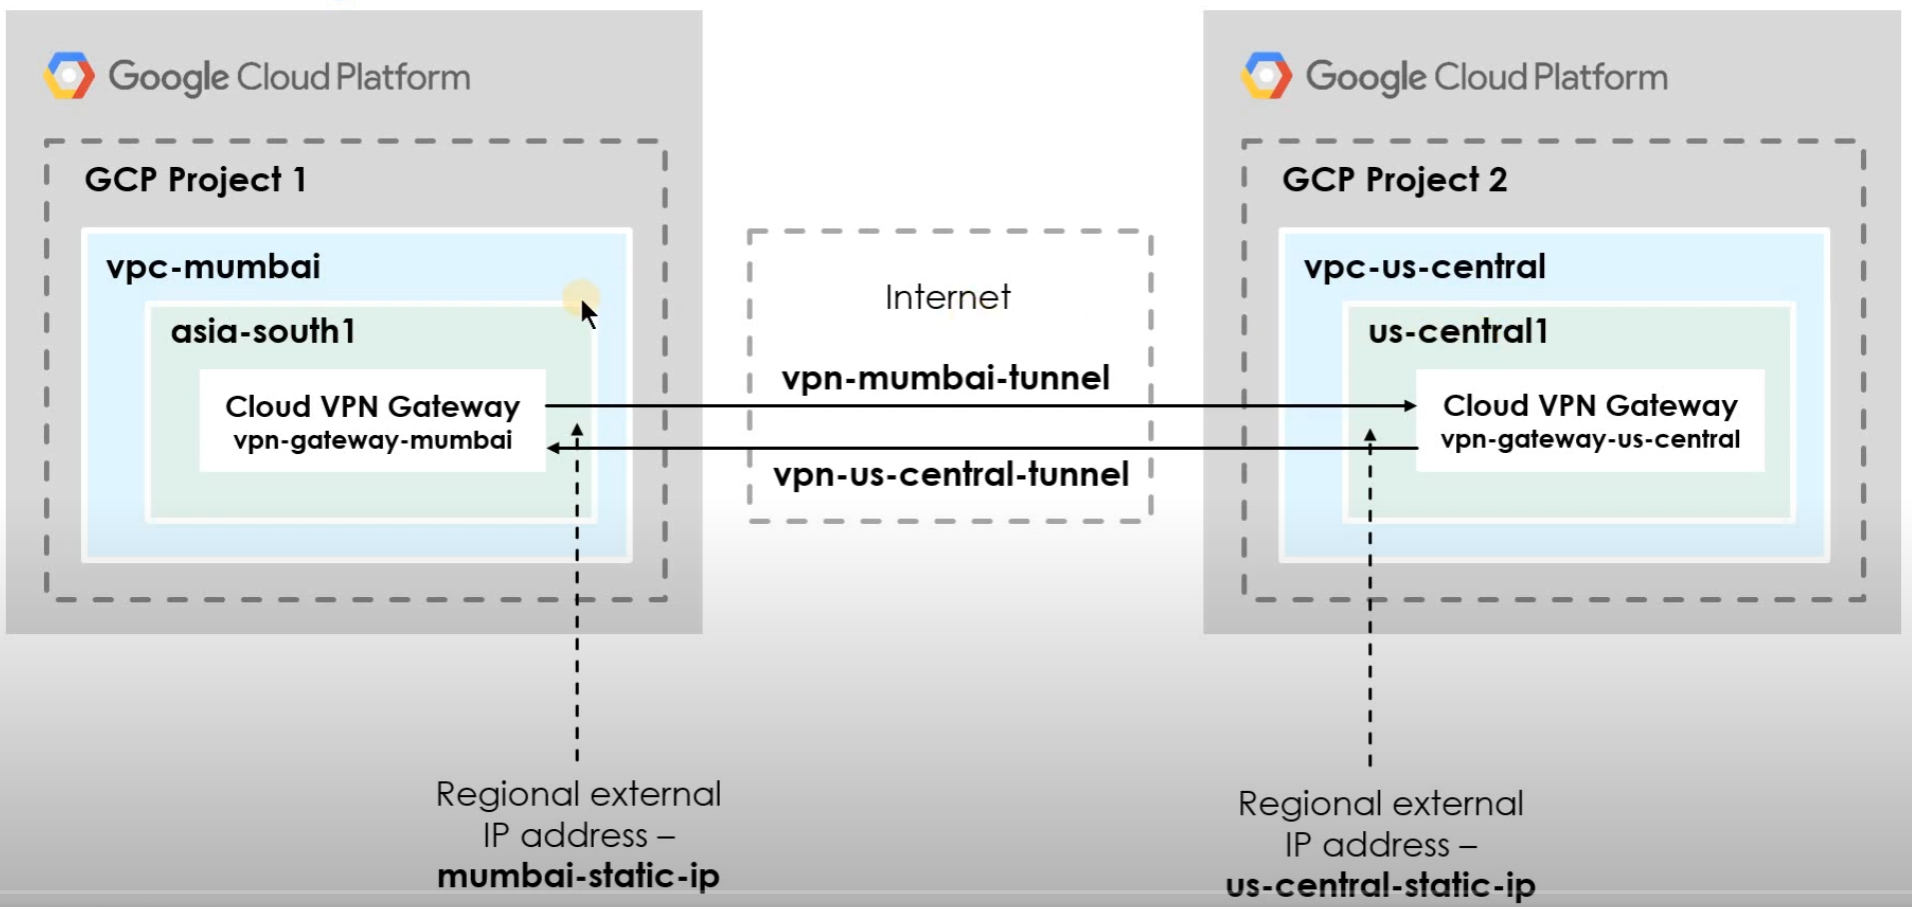 Google Cloud Platform
GCP Project 1
vpc-mumbai
asia-south1
Cloud VPN Gateway
vpn-gateway-mumbai
Internet
vpn-mumbai-tunnel
vpn-us-central-tunnel
Google Cloud Platform
GCP Project 2
vpc-us-central
us-central1
Cloud VPN Gateway
vpn-gateway-us-central
Regional external
IP address –
mumbai-static-ip
Regional external
IP address –
us-central-static-ip